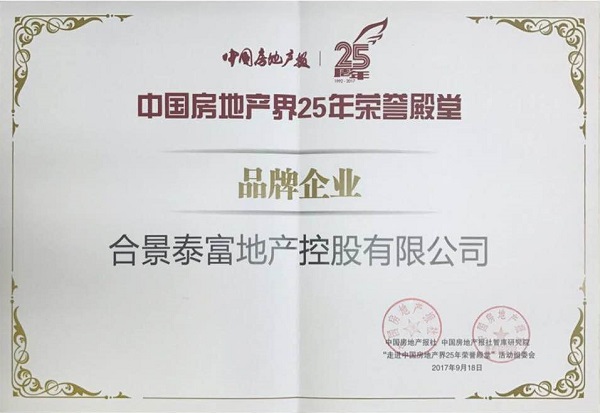 中国房地产报
25
周年
1992-2017
中国房地产界25年荣誉殿堂
品牌企业
合景泰富地产控股有限公司
中国房地产报社 中国房地产报社智库研究院
“走进中国房地产界25年荣誉殿堂”活动组委会
2017年9月18日